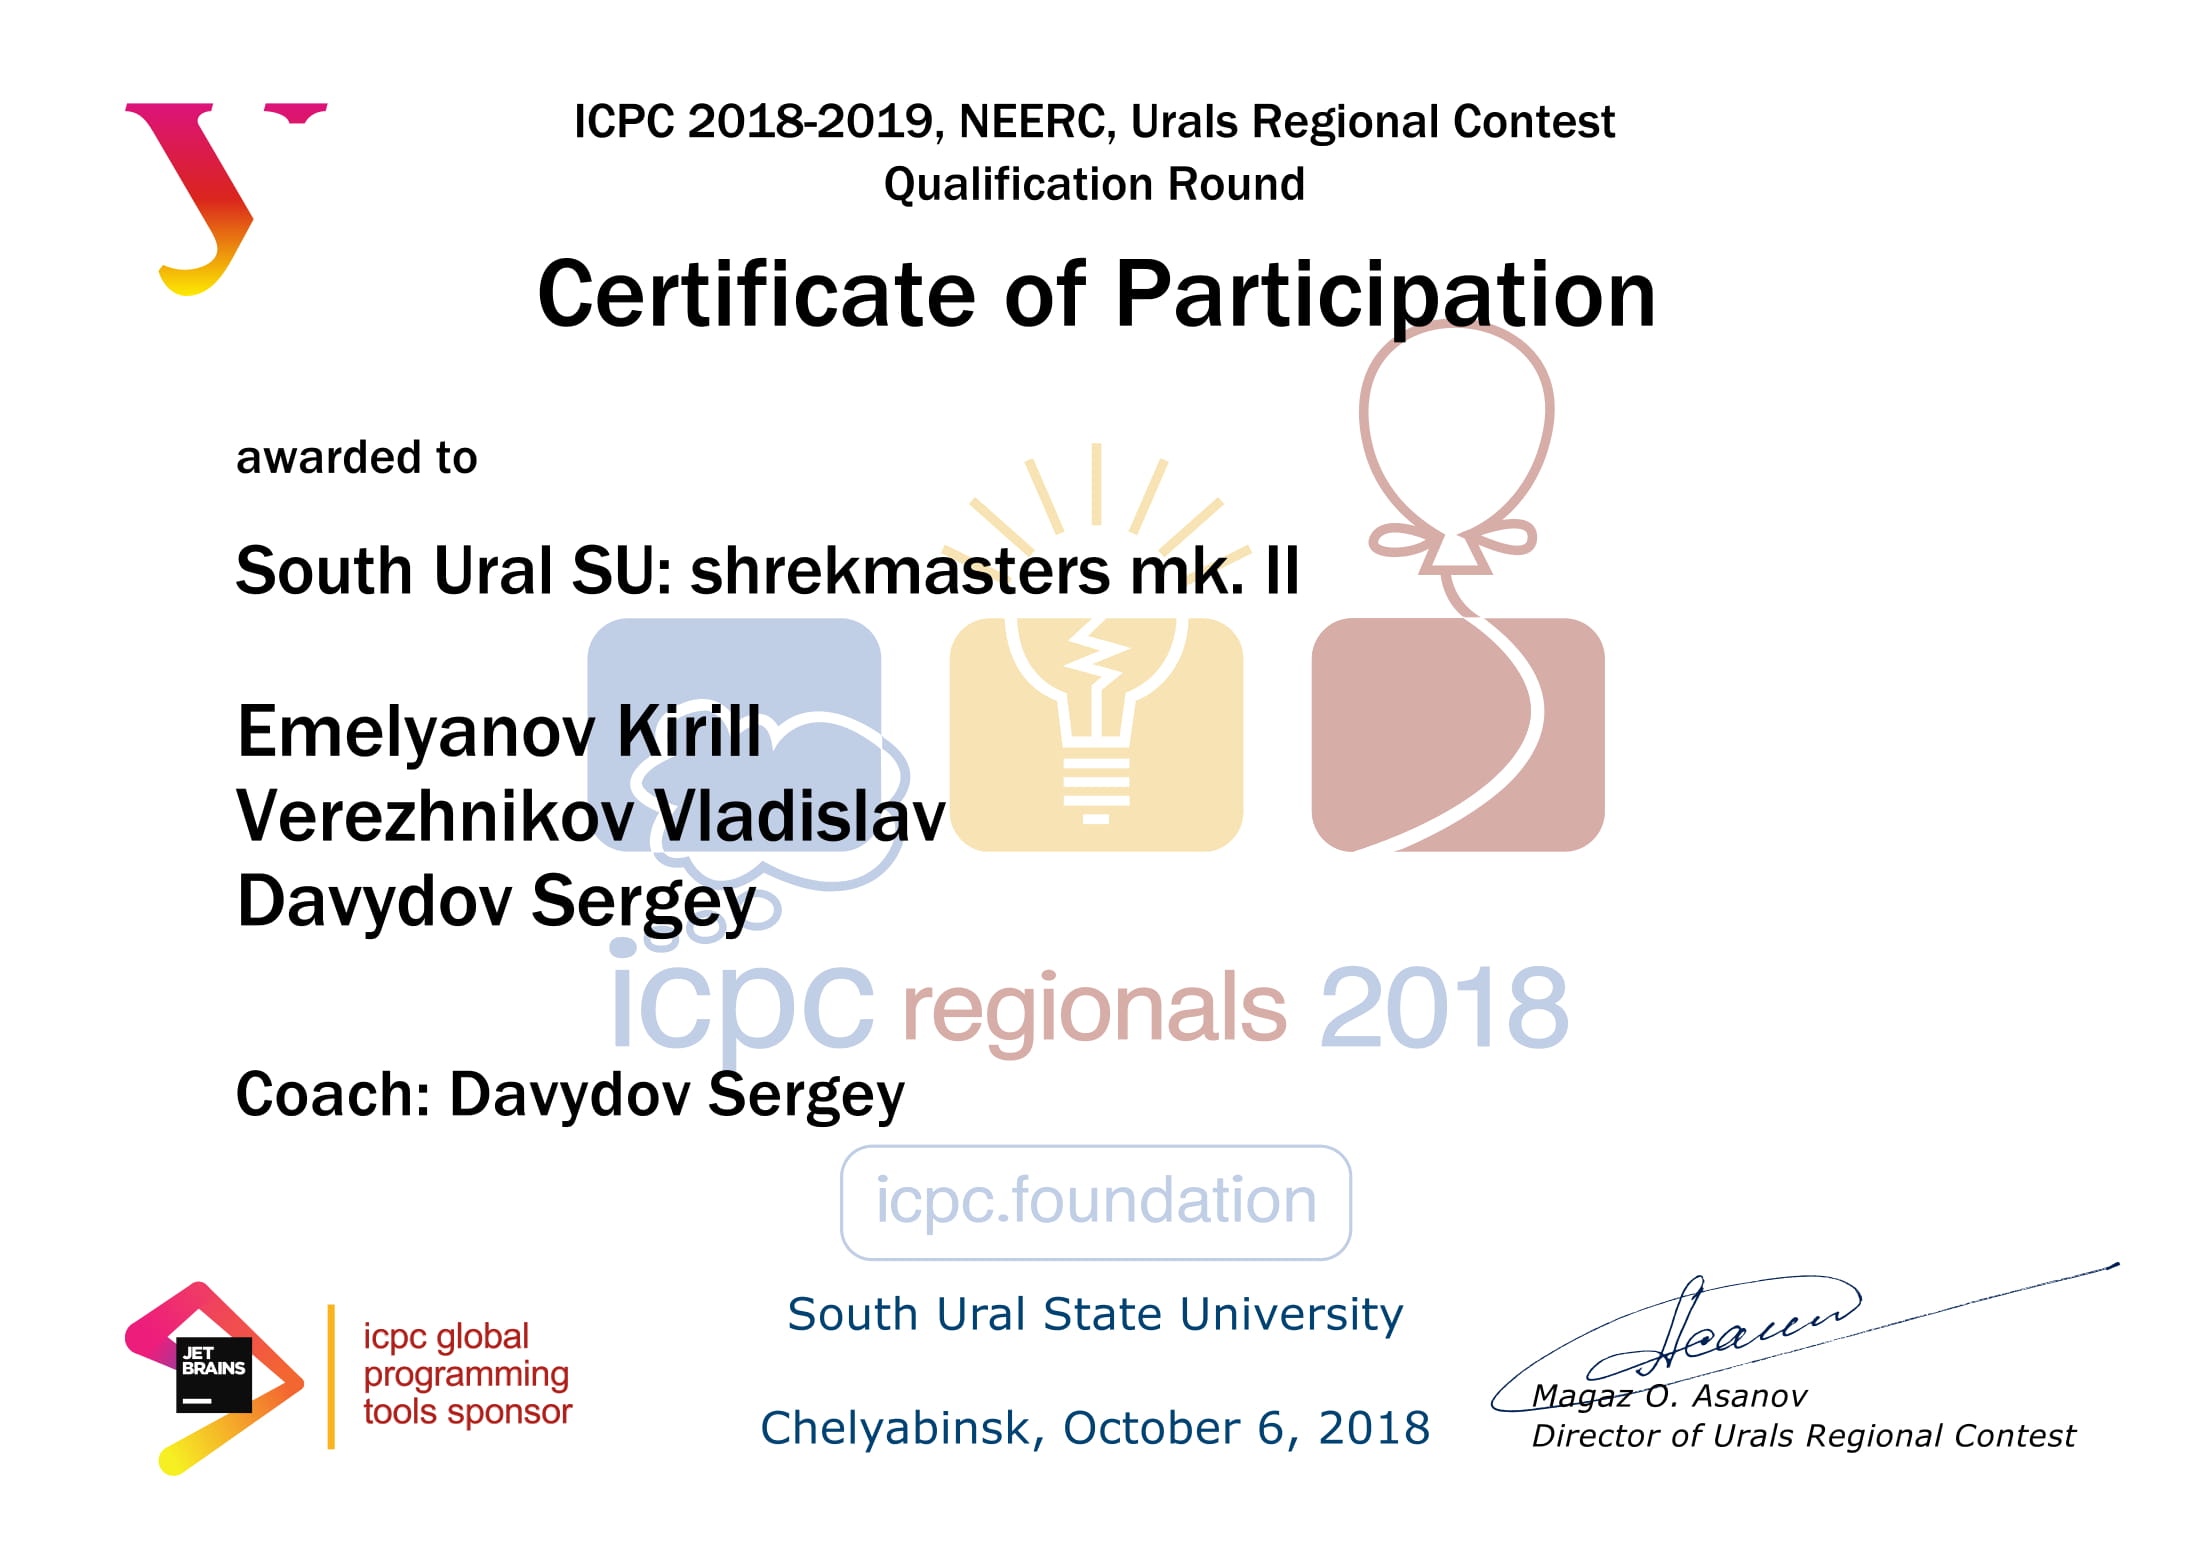 ICPC 2018-2019, NEERC, Urals Regional Contest
Qualification Round
Certificate of Participation
awarded to
South Ural SU: shrekmasters mk. II
Emelyanov Kirill
Verezhnikov Vladislav
Davydov Sergey
icpc regionals 2018
Coach: Davydov Sergey
icpc.foundation
JET
BRAINS
icpc global
programming
tools sponsor
South Ural State University
Chelyabinsk, October 6, 2018
Magaz O. Asanov
Director of Urals Regional Contest